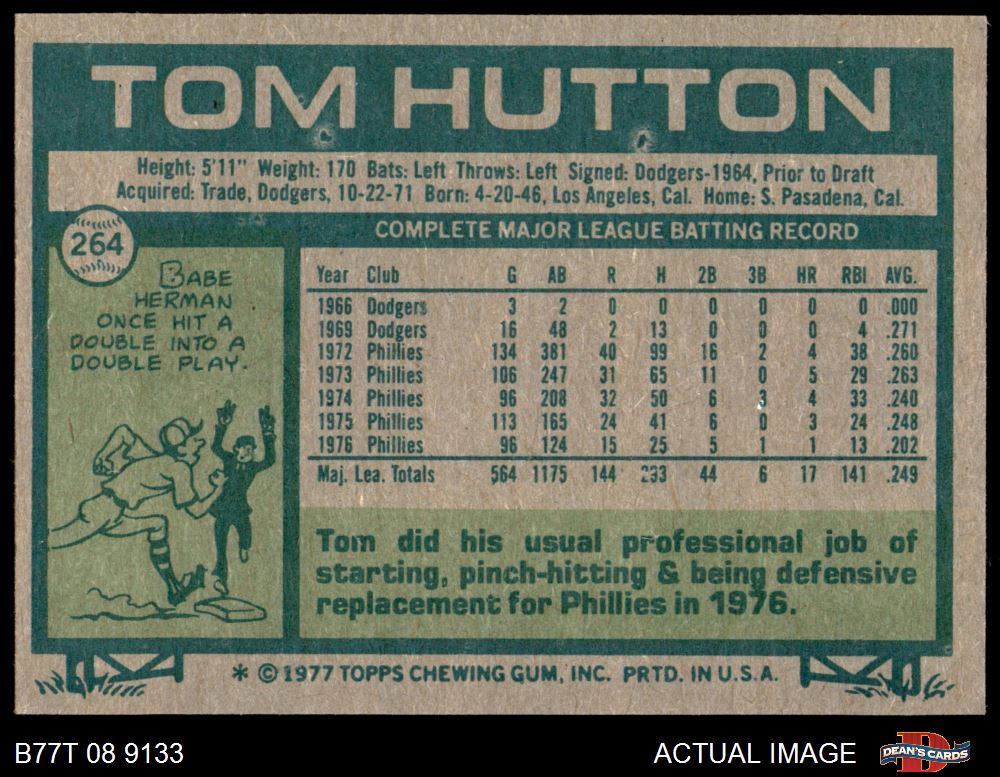 TOM HUTTON
Height: 5'11" Weight: 170 Bats: Left Throws: Left Signed: Dodgers-1964, Prior to Draft
Acquired: Trade, Dodgers, 10-22-71 Born: 4-20-46, Los Angeles, Cal. Home: S. Pasadena, Cal.
264
BABE
HERMAN
ONCE HIT A
DOUBLE INTO A
DOUBLE PLAY.
COMPLETE MAJOR LEAGUE BATTING RECORD
Year Club G AB R H 2B 3B HR RBI AVG.
1966 Dodgers 3 2 0 0 0 0 0 0 .000
1969 Dodgers 16 48 2 13 0 0 0 4 .271
1972 Phillies 134 381 40 99 16 2 4 38 .260
1973 Phillies 106 247 31 65 11 0 5 29 .263
1974 Phillies 96 208 32 50 6 3 4 33 .240
1975 Phillies 113 165 24 41 6 0 3 24 .248
1976 Phillies 96 124 15 25 5 1 1 13 .202
Maj. Lea. Totals 564 1175 144 293 44 6 17 141 .249
Tom did his usual professional job of
starting, pinch-hitting & being defensive
replacement for Phillies in 1976.
* © 1977 TOPPS CHEWING GUM, INC. PRTD. IN U.S.A.
B77T 08 9133
ACTUAL IMAGE
DEAN'S CARDS